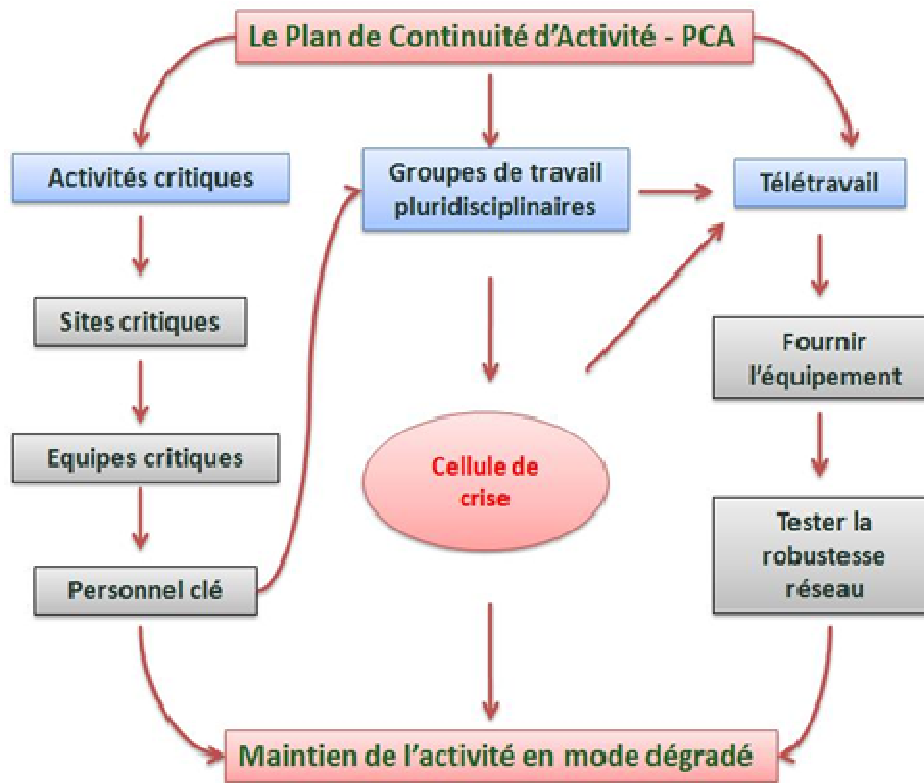 Le Plan de Continuité d'Activité - PCA
Activités critiques
Groupes de travail
pluridisciplinaires
Télétravail
Sites critiques
Fournir
l'équipement
Equipes critiques
Cellule de
crise
Tester la
robustesse
réseau
Personnel clé
Maintien de l'activité en mode dégradé